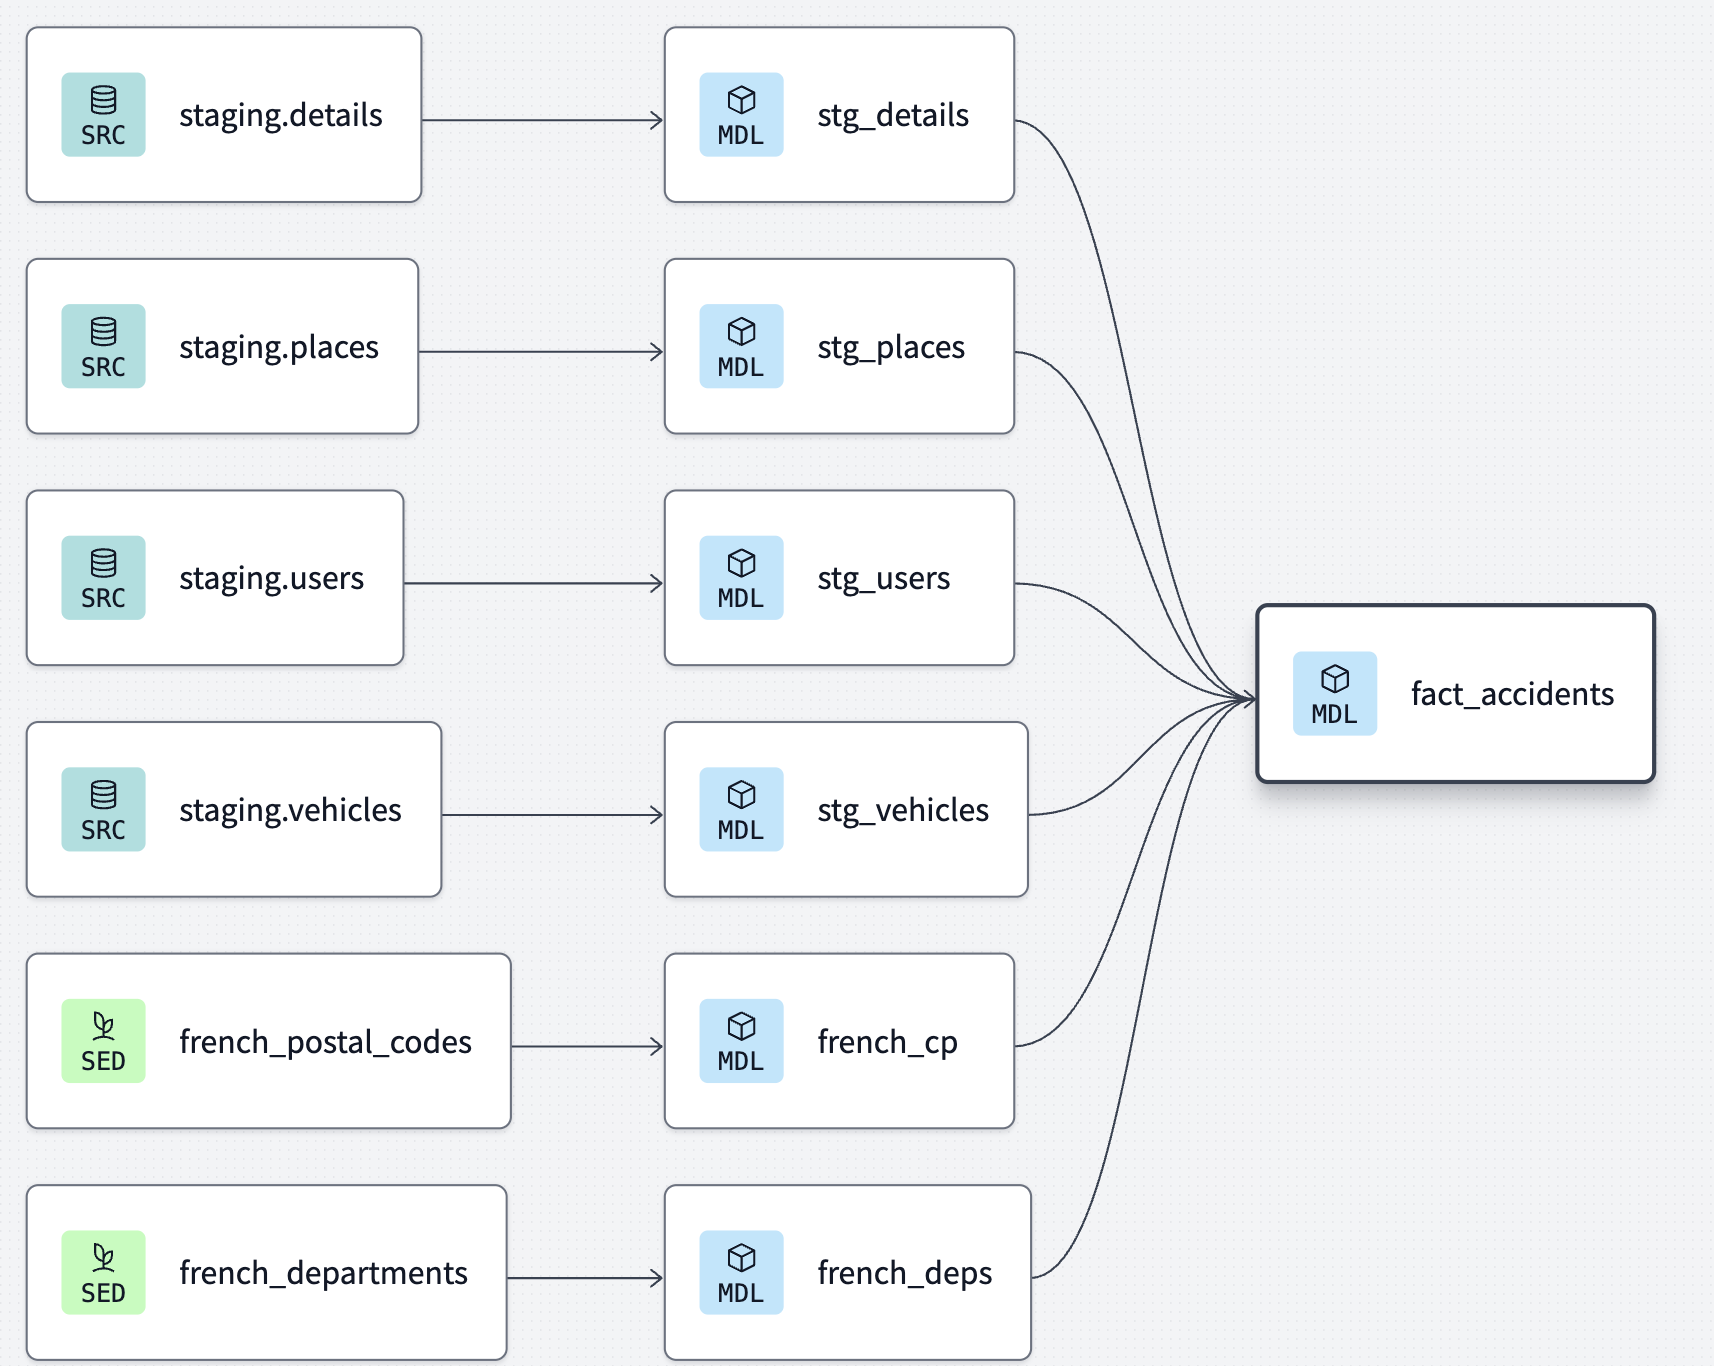 SRC
staging.details
MDL
stg_details
SRC
staging.places
MDL
stg_places
SRC
staging.users
MDL
stg_users
MDL
fact_accidents
SRC
staging.vehicles
MDL
stg_vehicles
SED
french_postal_codes
MDL
french_cp
SED
french_departments
MDL
french_deps